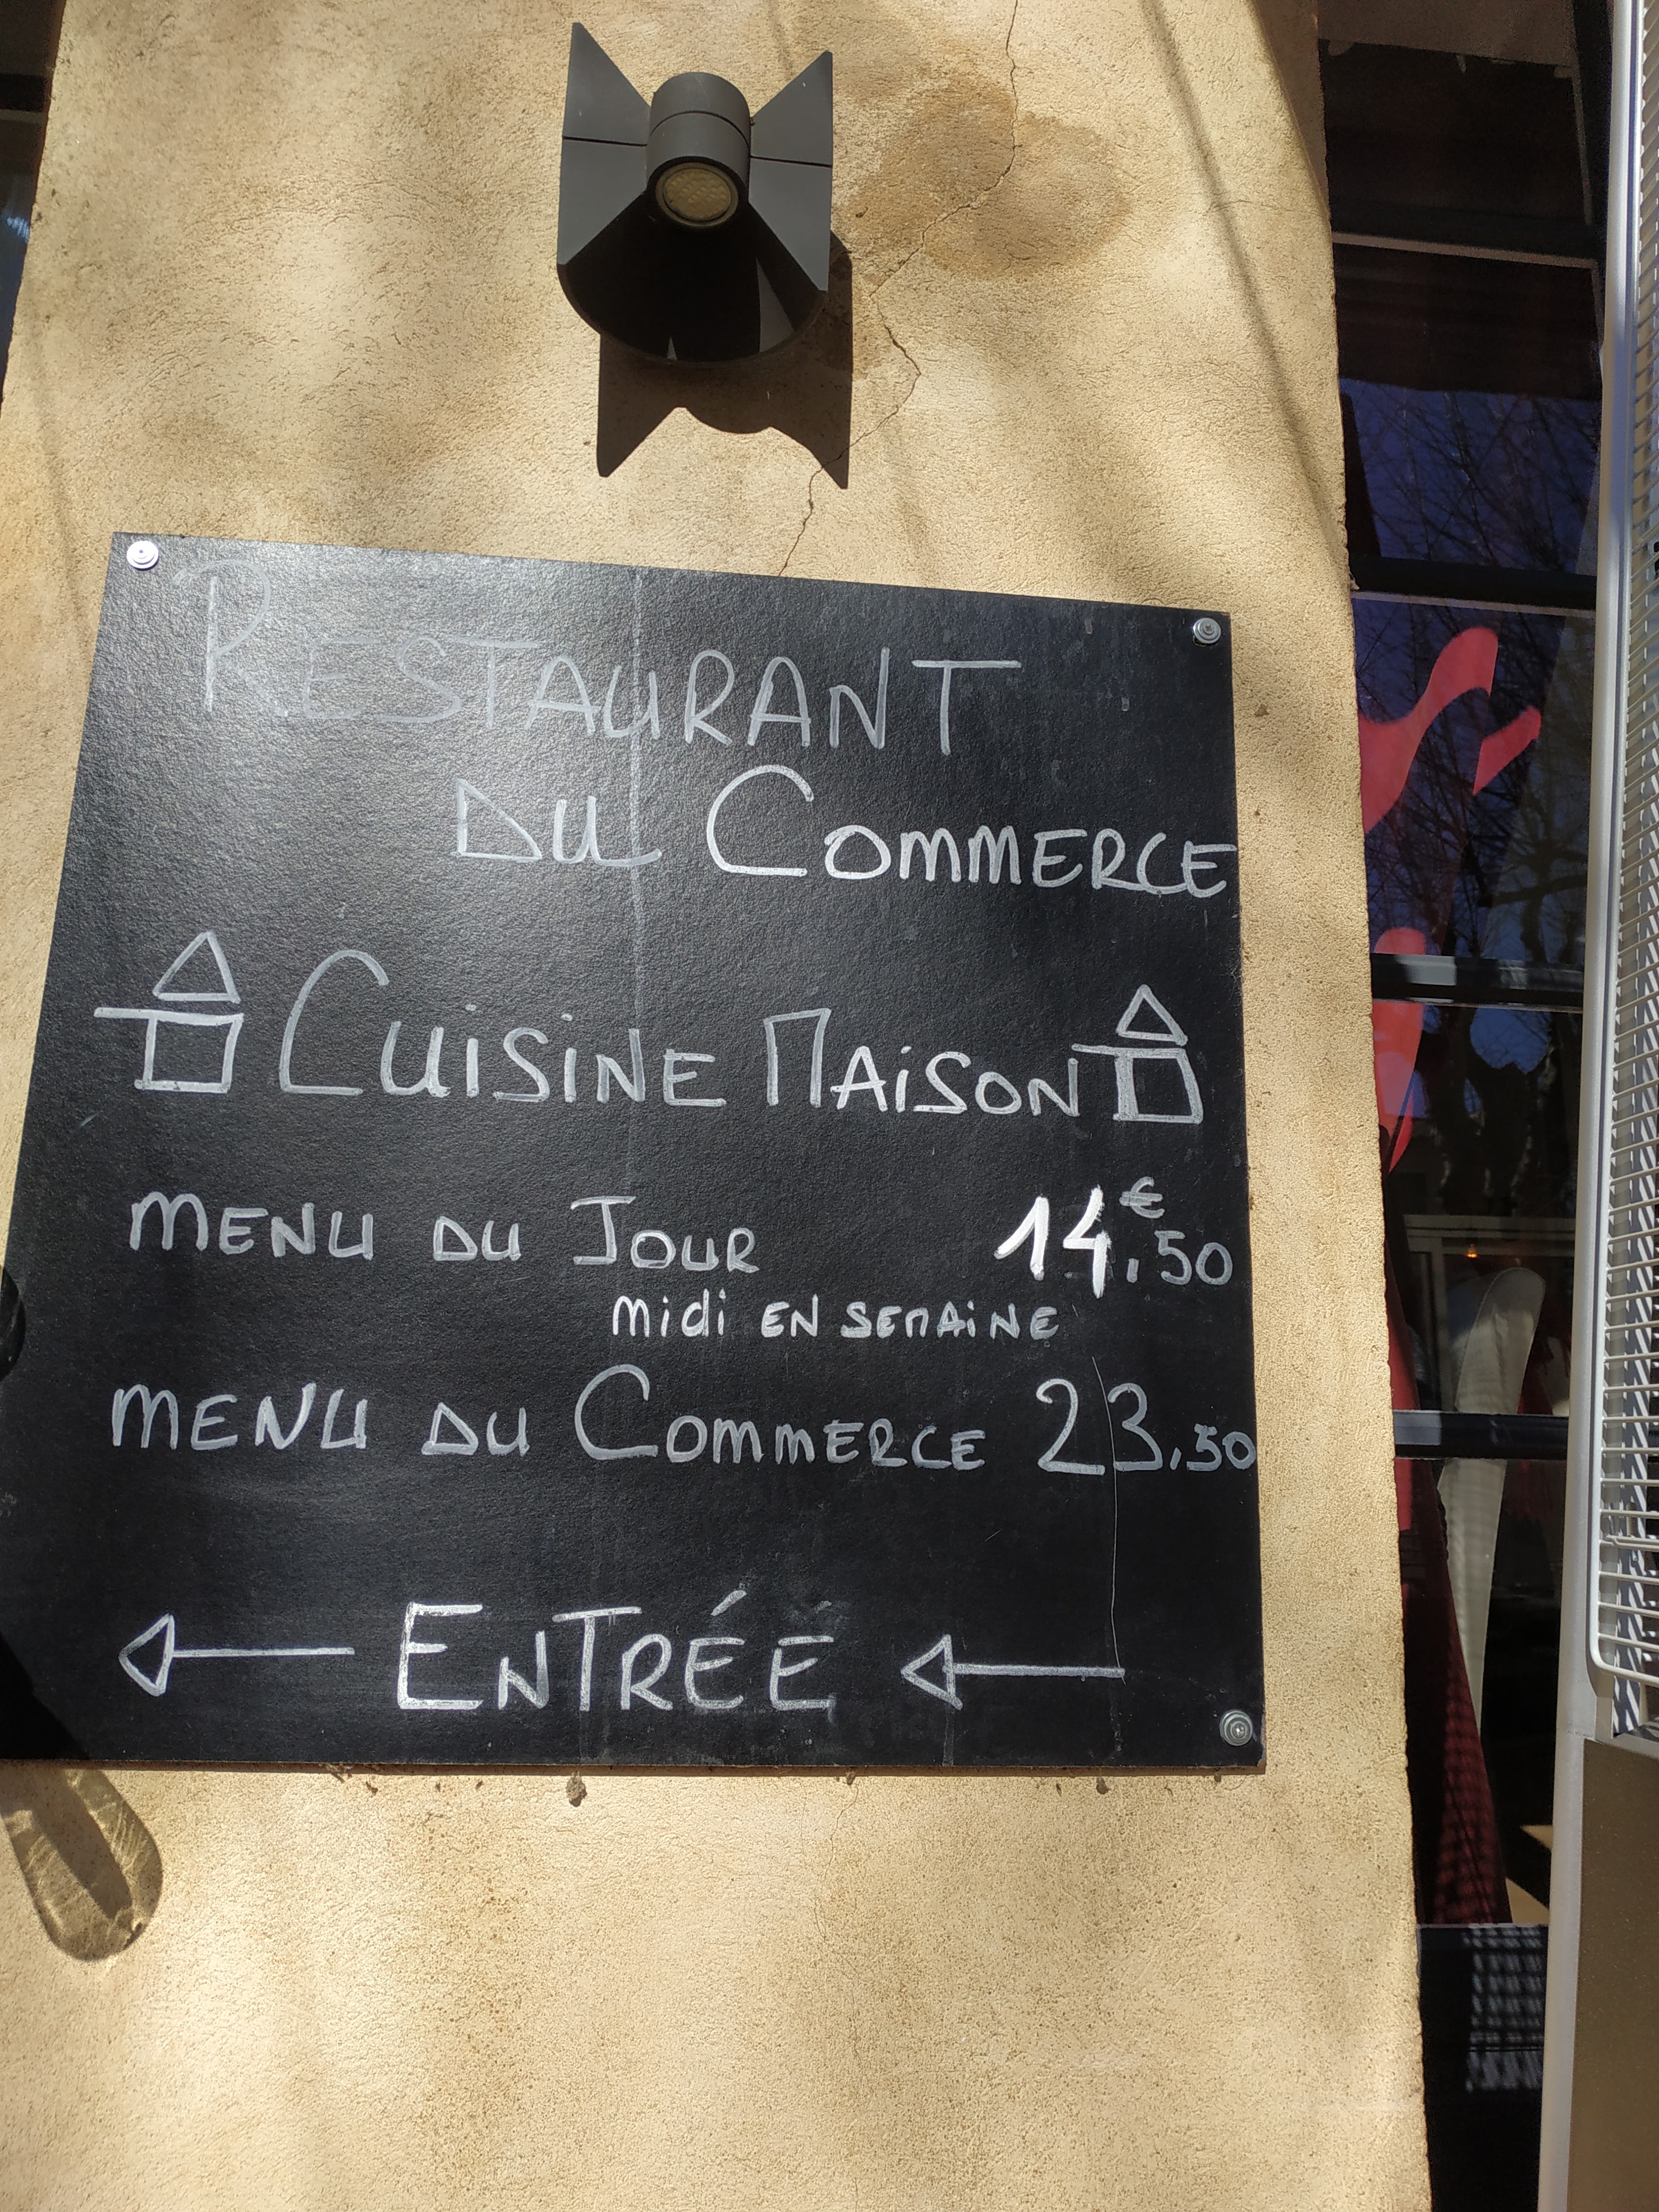 RESTAURANT
DU COMMERCE
CUISINE MAISON
MENU DU JOUR 14€,50
midi EN SEMAINE
MENU DU COMMERCE 23,50
ENTRÉE